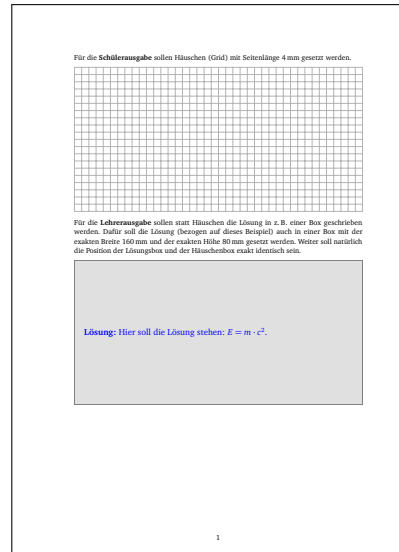 Für die Schülerausgabe sollen Häuschen (Grid) mit Seitenlänge 4 mm gesetzt werden.
Für die Lehrerausgabe sollen statt Häuschen die Lösung in z. B. einer Box geschrieben
werden. Dafür soll die Lösung (bezogen auf dieses Beispiel) auch in einer Box mit der
exakten Breite 160 mm und der exakten Höhe 80 mm gesetzt werden. Weiter soll natürlich
die Position der Lösungsbox und der Häuschenbox exakt identisch sein.
Lösung: Hier soll die Lösung stehen: E = m · c².
1